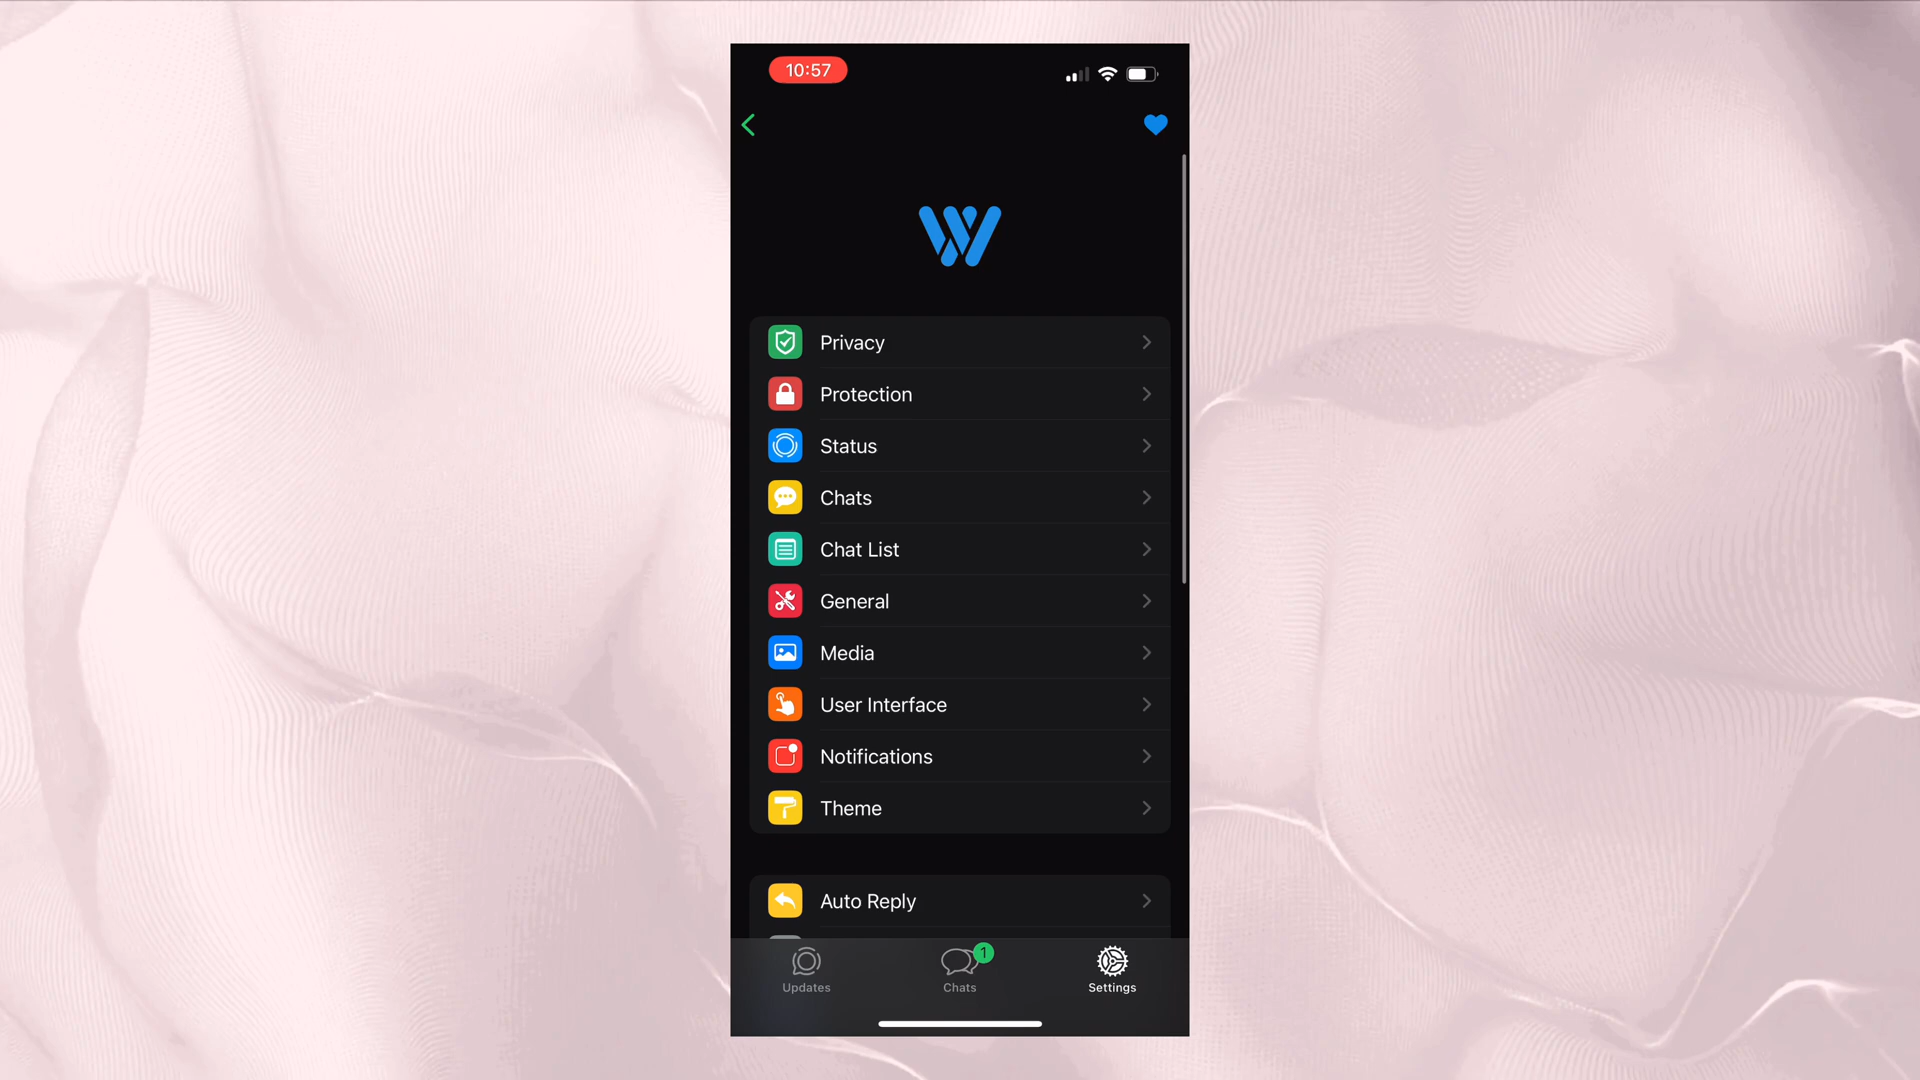 10:57
Privacy
Protection
Status
Chats
Chat List
General
Media
User Interface
Notifications
Theme
Auto Reply
Updates
Chats
1
Settings